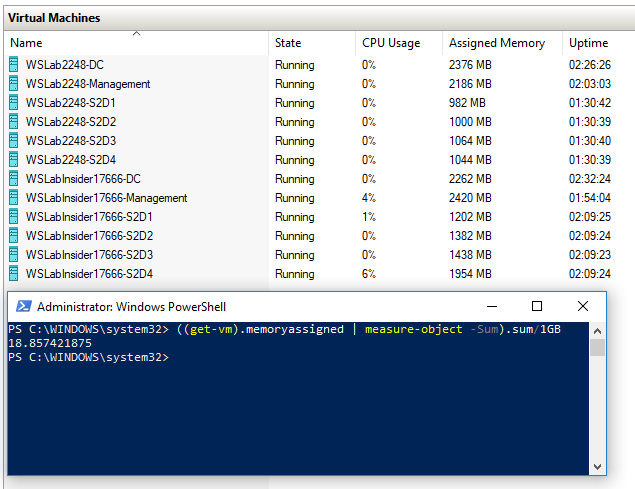 Virtual Machines
Name State CPU Usage Assigned Memory Uptime
WSLab2248-DC Running 0% 2376 MB 02:26:26
WSLab2248-Management Running 0% 2186 MB 02:03:03
WSLab2248-S2D1 Running 0% 982 MB 01:30:42
WSLab2248-S2D2 Running 0% 1000 MB 01:30:39
WSLab2248-S2D3 Running 0% 1064 MB 01:30:40
WSLab2248-S2D4 Running 0% 1044 MB 01:30:39
WSLabInsider17666-DC Running 0% 2262 MB 02:32:24
WSLabInsider17666-Management Running 4% 2420 MB 01:54:04
WSLabInsider17666-S2D1 Running 1% 1202 MB 02:09:25
WSLabInsider17666-S2D2 Running 0% 1382 MB 02:09:24
WSLabInsider17666-S2D3 Running 0% 1438 MB 02:09:23
WSLabInsider17666-S2D4 Running 6% 1954 MB 02:09:24
Administrator: Windows PowerShell
PS C:\WINDOWS\system32> ((get-vm).memoryassigned | measure-object -Sum).sum/1GB
18.857421875
PS C:\WINDOWS\system32>